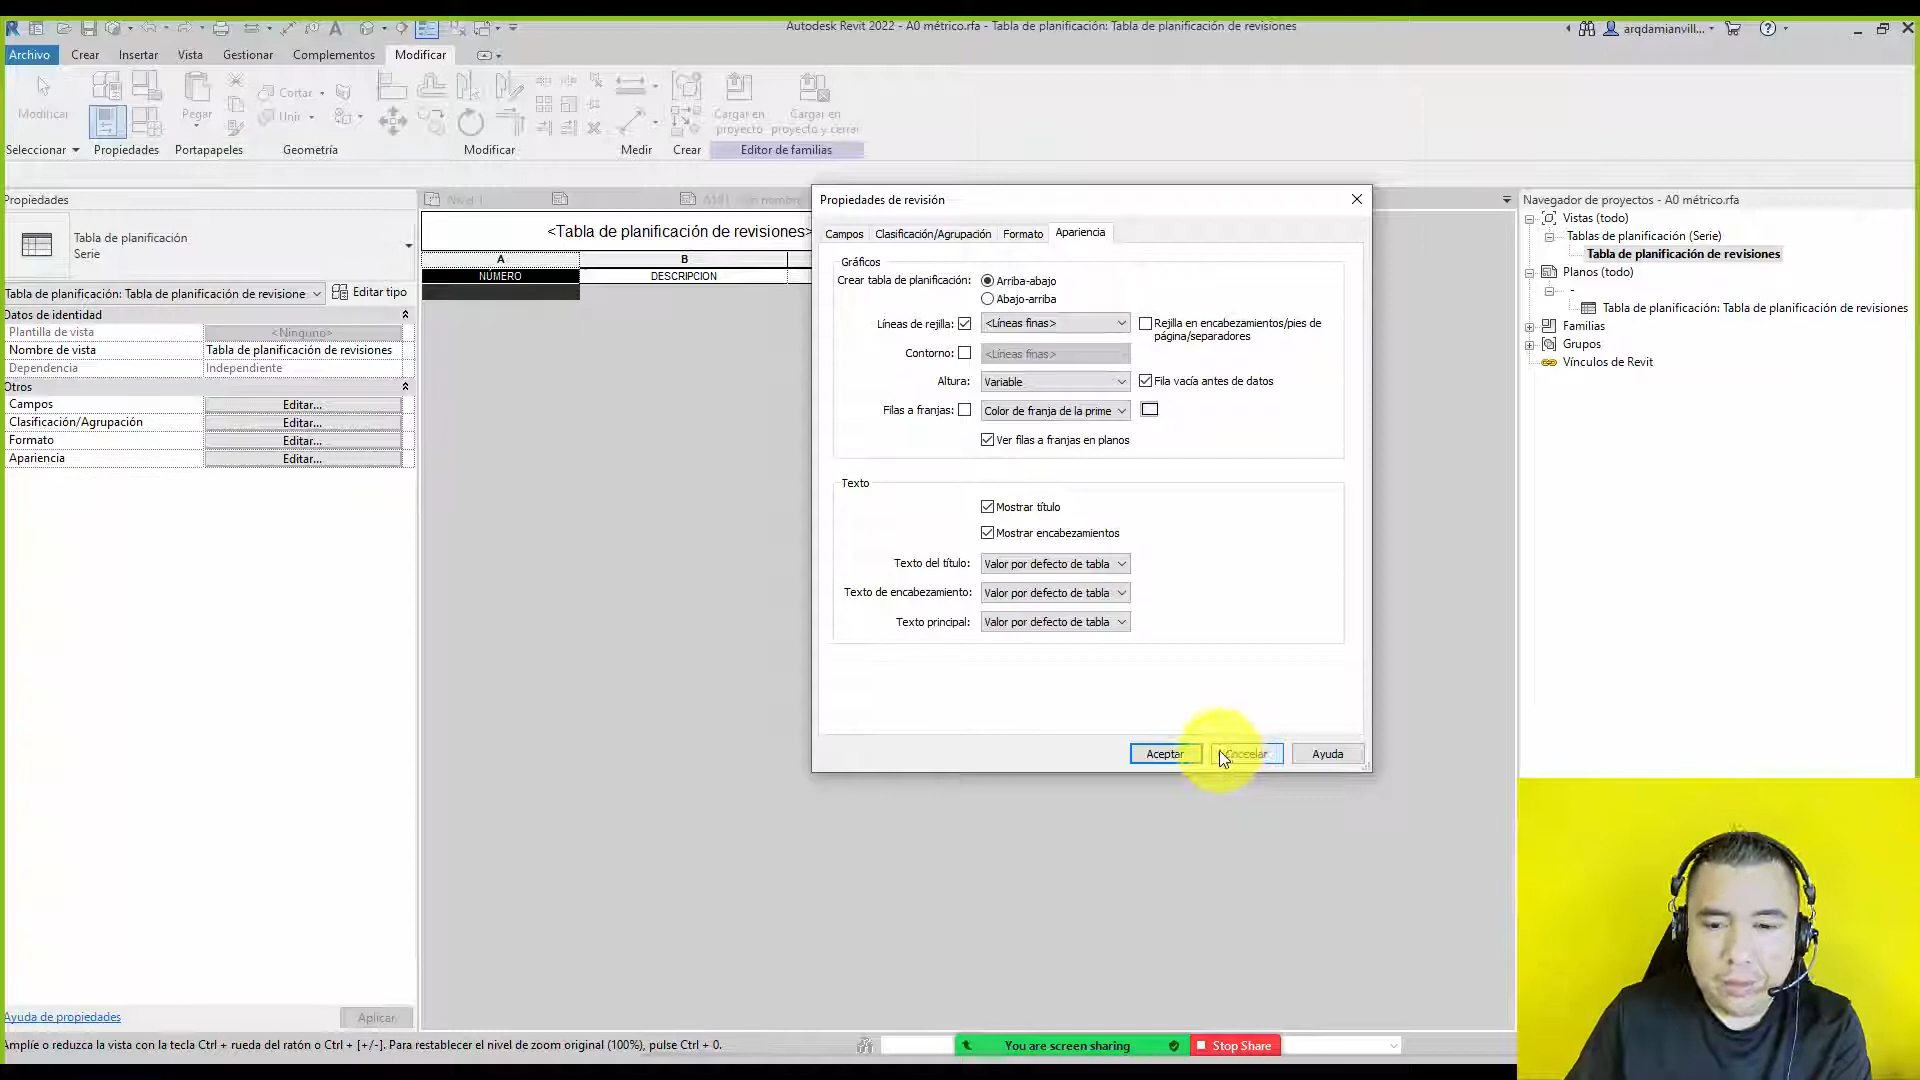 Autodesk Revit 2022 - A0 métrico.rfa - Tabla de planificación: Tabla de planificación de revisiones
arqdamianvill...
Archivo Crear Insertar Vista Gestionar Complementos Modificar
Modificar
Pegar
Cortar
Unir
Cargar en proyecto
Cargar en proyecto y cerrar
Seleccionar Propiedades Portapapeles Geometría Modificar Medir Crear Editor de familias
Propiedades
Tabla de planificación
Serie
Tabla de planificación: Tabla de planificación de revisione
Editar tipo
Datos de identidad
Plantilla de vista <Ninguno>
Nombre de vista Tabla de planificación de revisiones
Dependencia Independiente
Otros
Campos Editar...
Clasificación/Agrupación Editar...
Formato Editar...
Apariencia Editar...
Ayuda de propiedades
Aplicar
Nivel 1
<Tabla de planificación de revisiones>
A B
NÚMERO DESCRIPCION
Propiedades de revisión
Campos Clasificación/Agrupación Formato Apariencia
Gráficos
Crear tabla de planificación: Arriba-abajo
Abajo-arriba
Líneas de rejilla: <Líneas finas> Rejilla en encabezamientos/pies de página/separadores
Contorno: <Líneas finas>
Altura: Variable Fila vacía antes de datos
Filas a franjas: Color de franja de la prime
Ver filas a franjas en planos
Texto
Mostrar título
Mostrar encabezamientos
Texto del título: Valor por defecto de tabla
Texto de encabezamiento: Valor por defecto de tabla
Texto principal: Valor por defecto de tabla
Aceptar Cancelar Ayuda
Navegador de proyectos - A0 métrico.rfa
Vistas (todo)
Tablas de planificación (Serie)
Tabla de planificación de revisiones
Planos (todo)
-
Tabla de planificación: Tabla de planificación de revisiones
Familias
Grupos
Vínculos de Revit
Amplíe o reduzca la vista con la tecla Ctrl + rueda del ratón o Ctrl + [+/-]. Para restablecer el nivel de zoom original (100%), pulse Ctrl + 0.
You are screen sharing
Stop Share